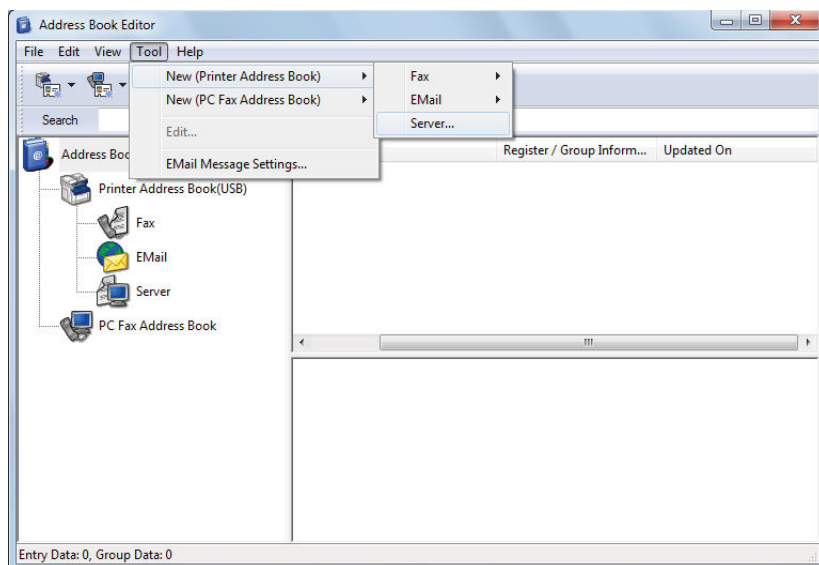 Address Book Editor
File Edit View Tool Help
New (Printer Address Book)
New (PC Fax Address Book)
Edit...
EMail Message Settings...
Fax
EMail
Server...
Search
Register / Group Inform... Updated On
Address Boo
Printer Address Book(USB)
Fax
EMail
Server
PC Fax Address Book
Entry Data: 0, Group Data: 0